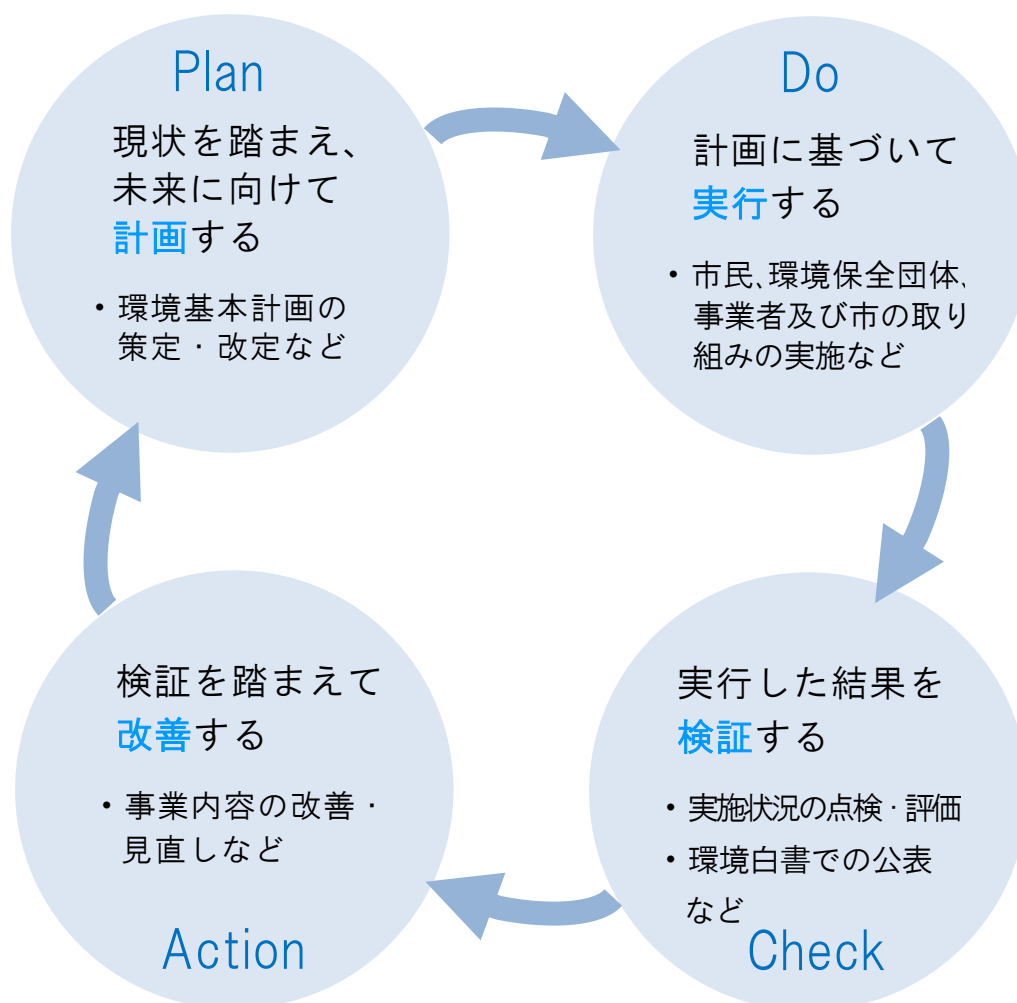 Plan
現状を踏まえ、
未来に向けて
計画する
・環境基本計画の
策定・改定など
Do
計画に基づいて
実行する
・市民、環境保全団体、
事業者及び市の取り
組みの実施など
実行した結果を
検証する
・実施状況の点検・評価
・環境白書での公表
など
Check
検証を踏まえて
改善する
・事業内容の改善・
見直しなど
Action